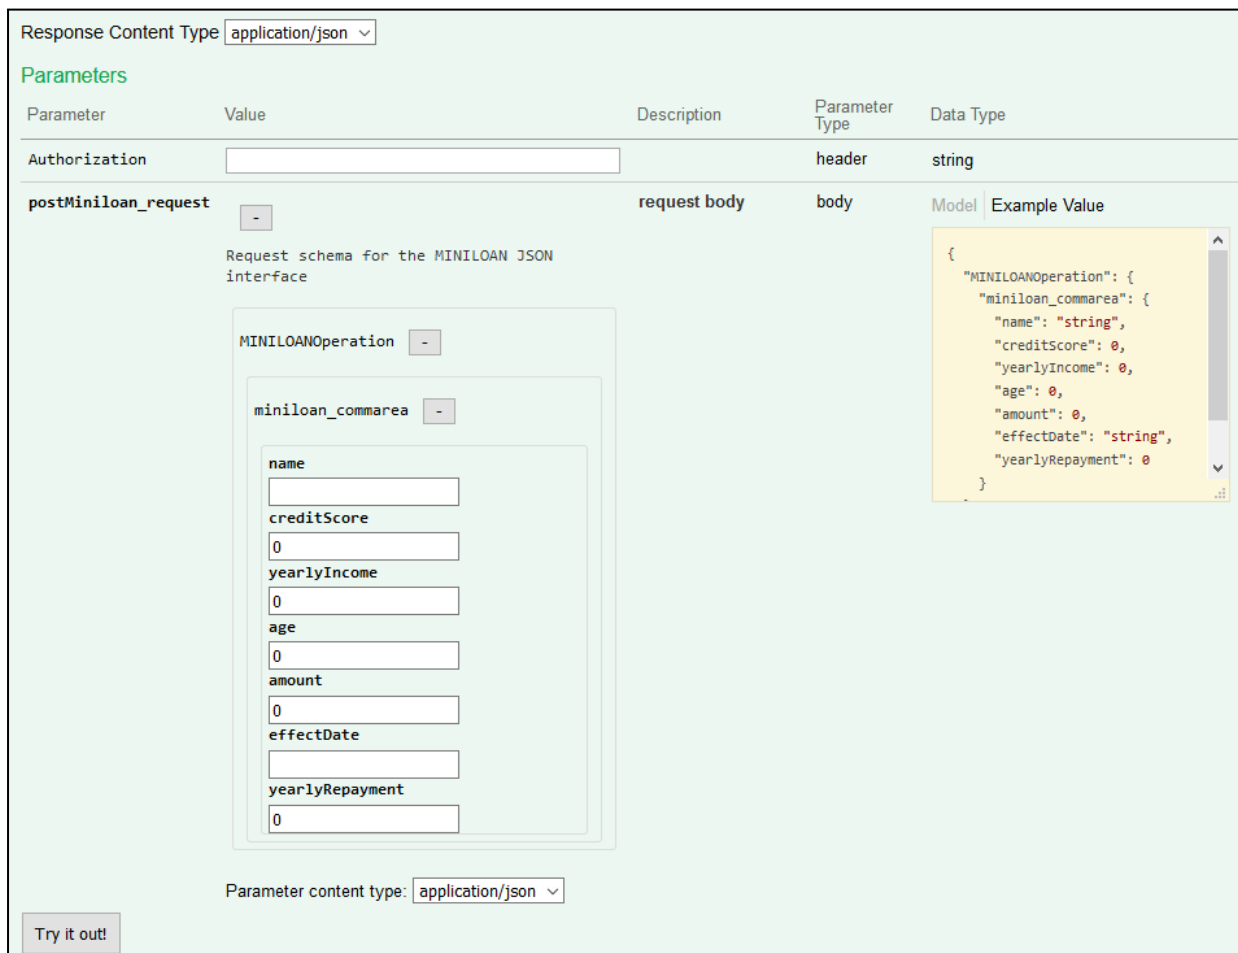 Response Content Type application/json
Parameters
Parameter Value Description Parameter Type Data Type
Authorization header string
postMiniloan_request - request body body Model Example Value
Request schema for the MINILOAN JSON
interface
MINILOANOperation -
miniloan_commarea -
name
creditScore
0
yearlyIncome
0
age
0
amount
0
effectDate
yearlyRepayment
0
{
"MINILOANOperation": {
"miniloan_commarea": {
"name": "string",
"creditScore": 0,
"yearlyIncome": 0,
"age": 0,
"amount": 0,
"effectDate": "string",
"yearlyRepayment": 0
}
Parameter content type: application/json
Try it out!